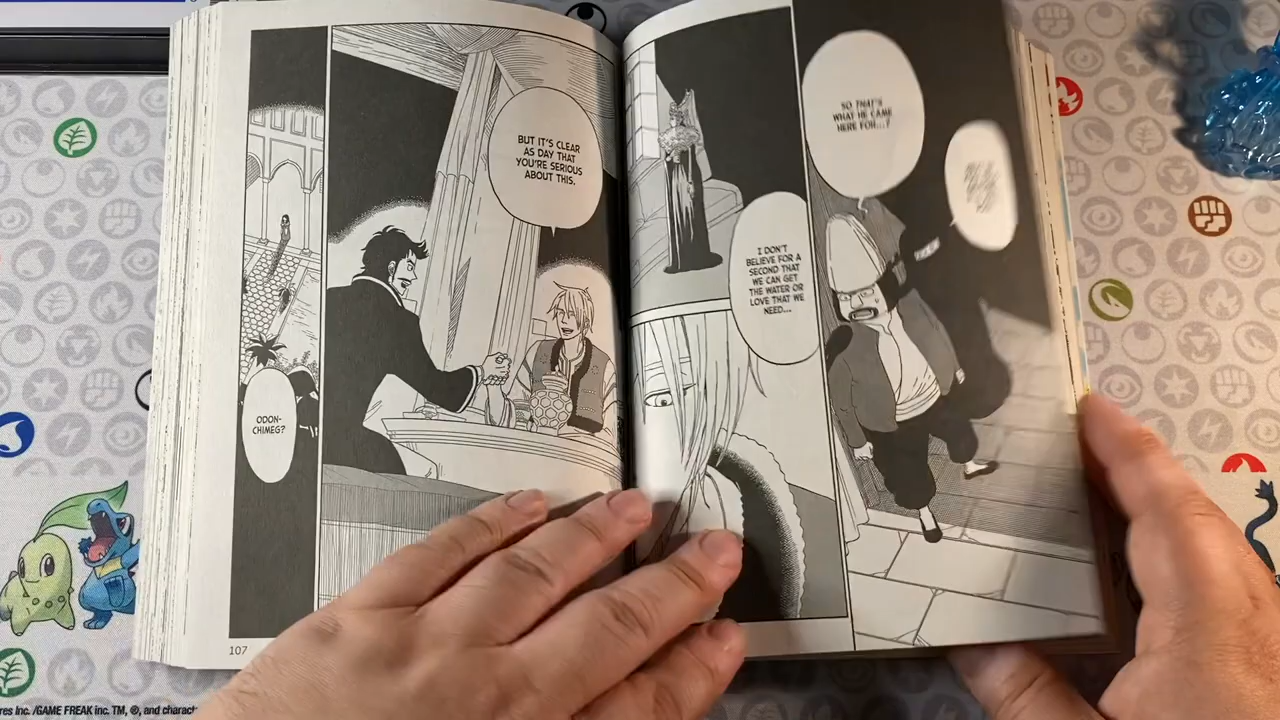 SO THAT'S
WHAT HE CAME
HERE FOR...?
I DON'T
BELIEVE FOR A
SECOND THAT
WE CAN GET
THE WATER OR
LOVE THAT WE
NEED...
BUT IT'S CLEAR
AS DAY THAT
YOU'RE SERIOUS
ABOUT THIS.
ODON-
CHIMEG?
107
res Inc. /GAME FREAK inc. TM, ®, and charact